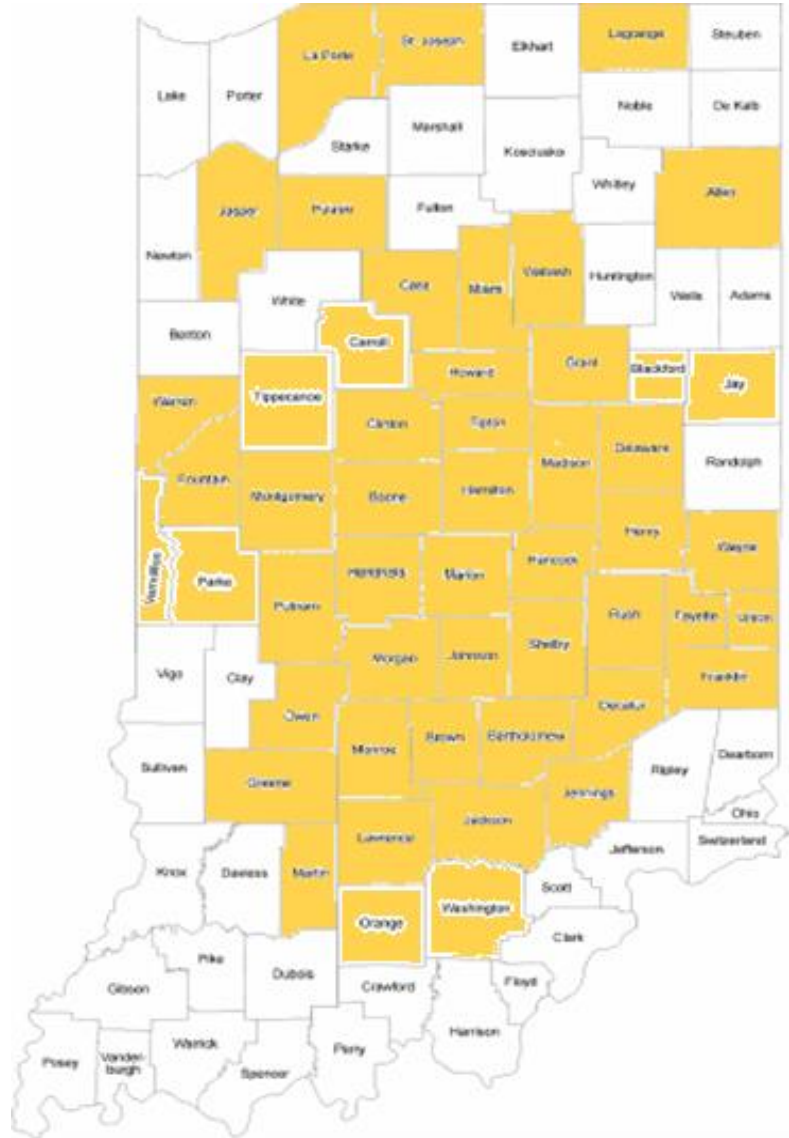 La Porte
St. Joseph
Elkhart
Lagrange
Steuben
Lake
Porter
Noble
De Kalb
Marshall
Starke
Kosciusko
Whitley
Allen
Jasper
Pulaski
Fulton
Newton
Cass
Miami
Wabash
Huntington
White
Wells
Adams
Benton
Carroll
Howard
Grant
Blackford
Jay
Tippecanoe
Warren
Clinton
Tipton
Madison
Delaware
Randolph
Fountain
Montgomery
Boone
Hamilton
Henry
Wayne
Vermillion
Parke
Hendricks
Marion
Hancock
Putnam
Rush
Fayette
Union
Morgan
Johnson
Shelby
Vigo
Clay
Franklin
Owen
Decatur
Monroe
Brown
Bartholomew
Sullivan
Ripley
Dearborn
Greene
Jennings
Ohio
Jackson
Lawrence
Switzerland
Jefferson
Knox
Daviess
Martin
Scott
Orange
Washington
Clark
Pike
Dubois
Crawford
Floyd
Gibson
Harrison
Warrick
Perry
Posey
Vander-
burgh
Spencer